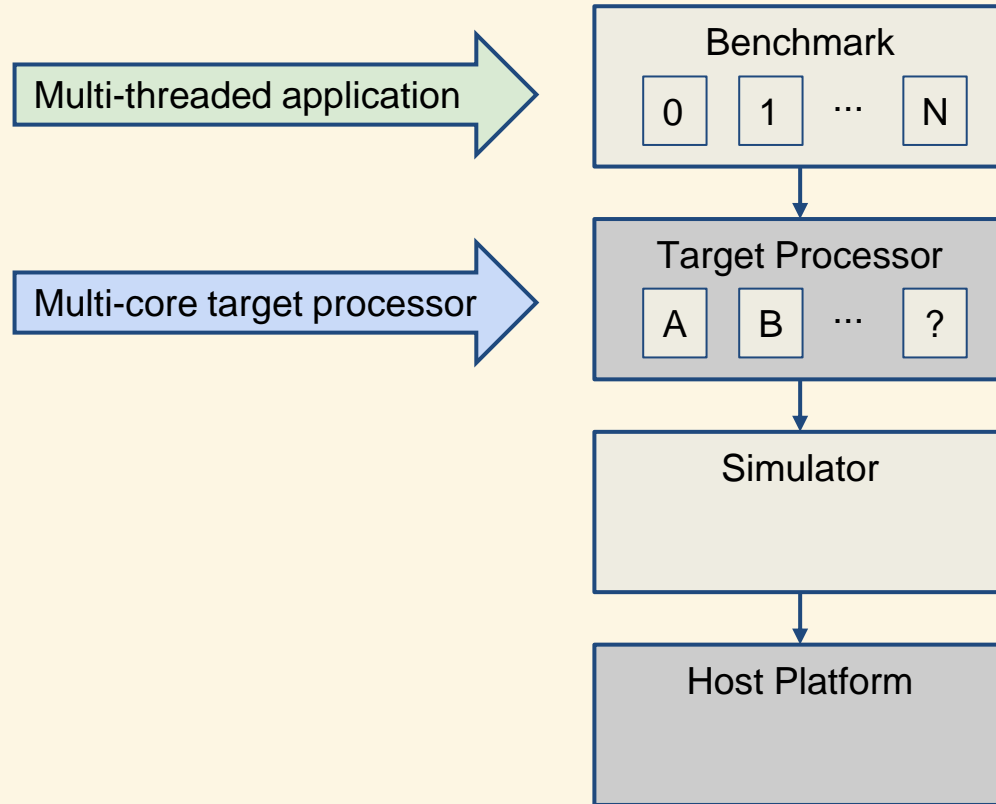 Benchmark
Multi-threaded application
0 1 ... N
Target Processor
Multi-core target processor
A B ... ?
Simulator
Host Platform